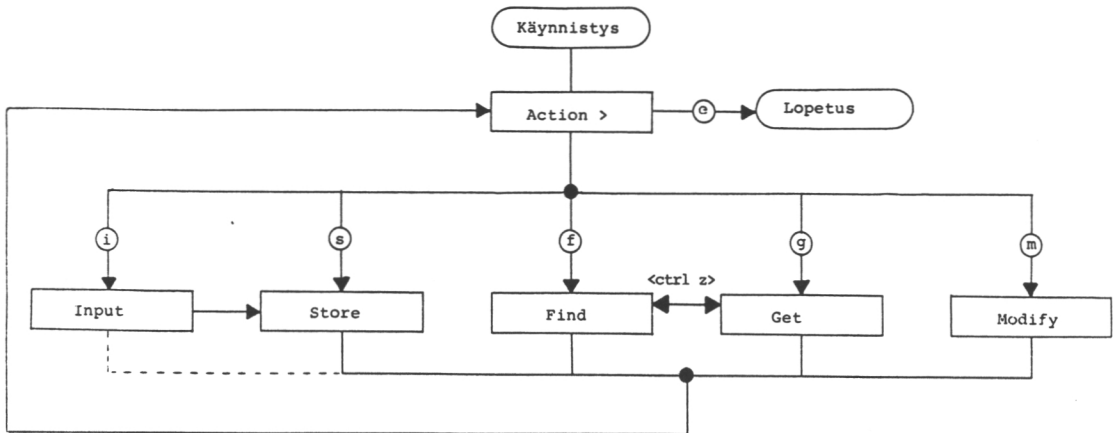 Käynnistys
Action >
e
Lopetus
i
s
f
g
m
<ctrl z>
Input
Store
Find
Get
Modify